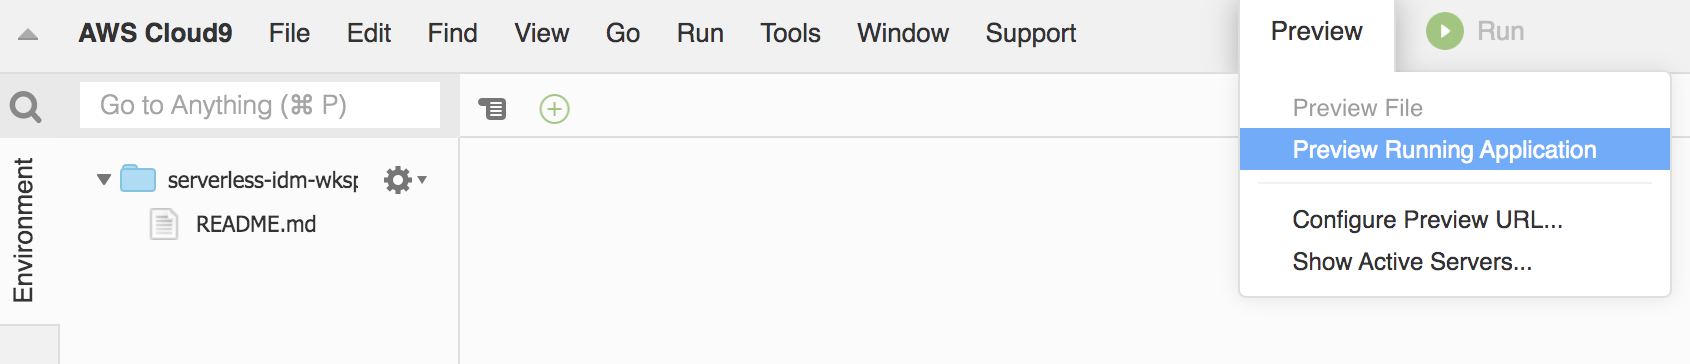 AWS Cloud9 File Edit Find View Go Run Tools Window Support Preview Run
Go to Anything (⌘ P)
Environment
serverless-idm-wksp
README.md
Preview File
Preview Running Application
Configure Preview URL...
Show Active Servers...